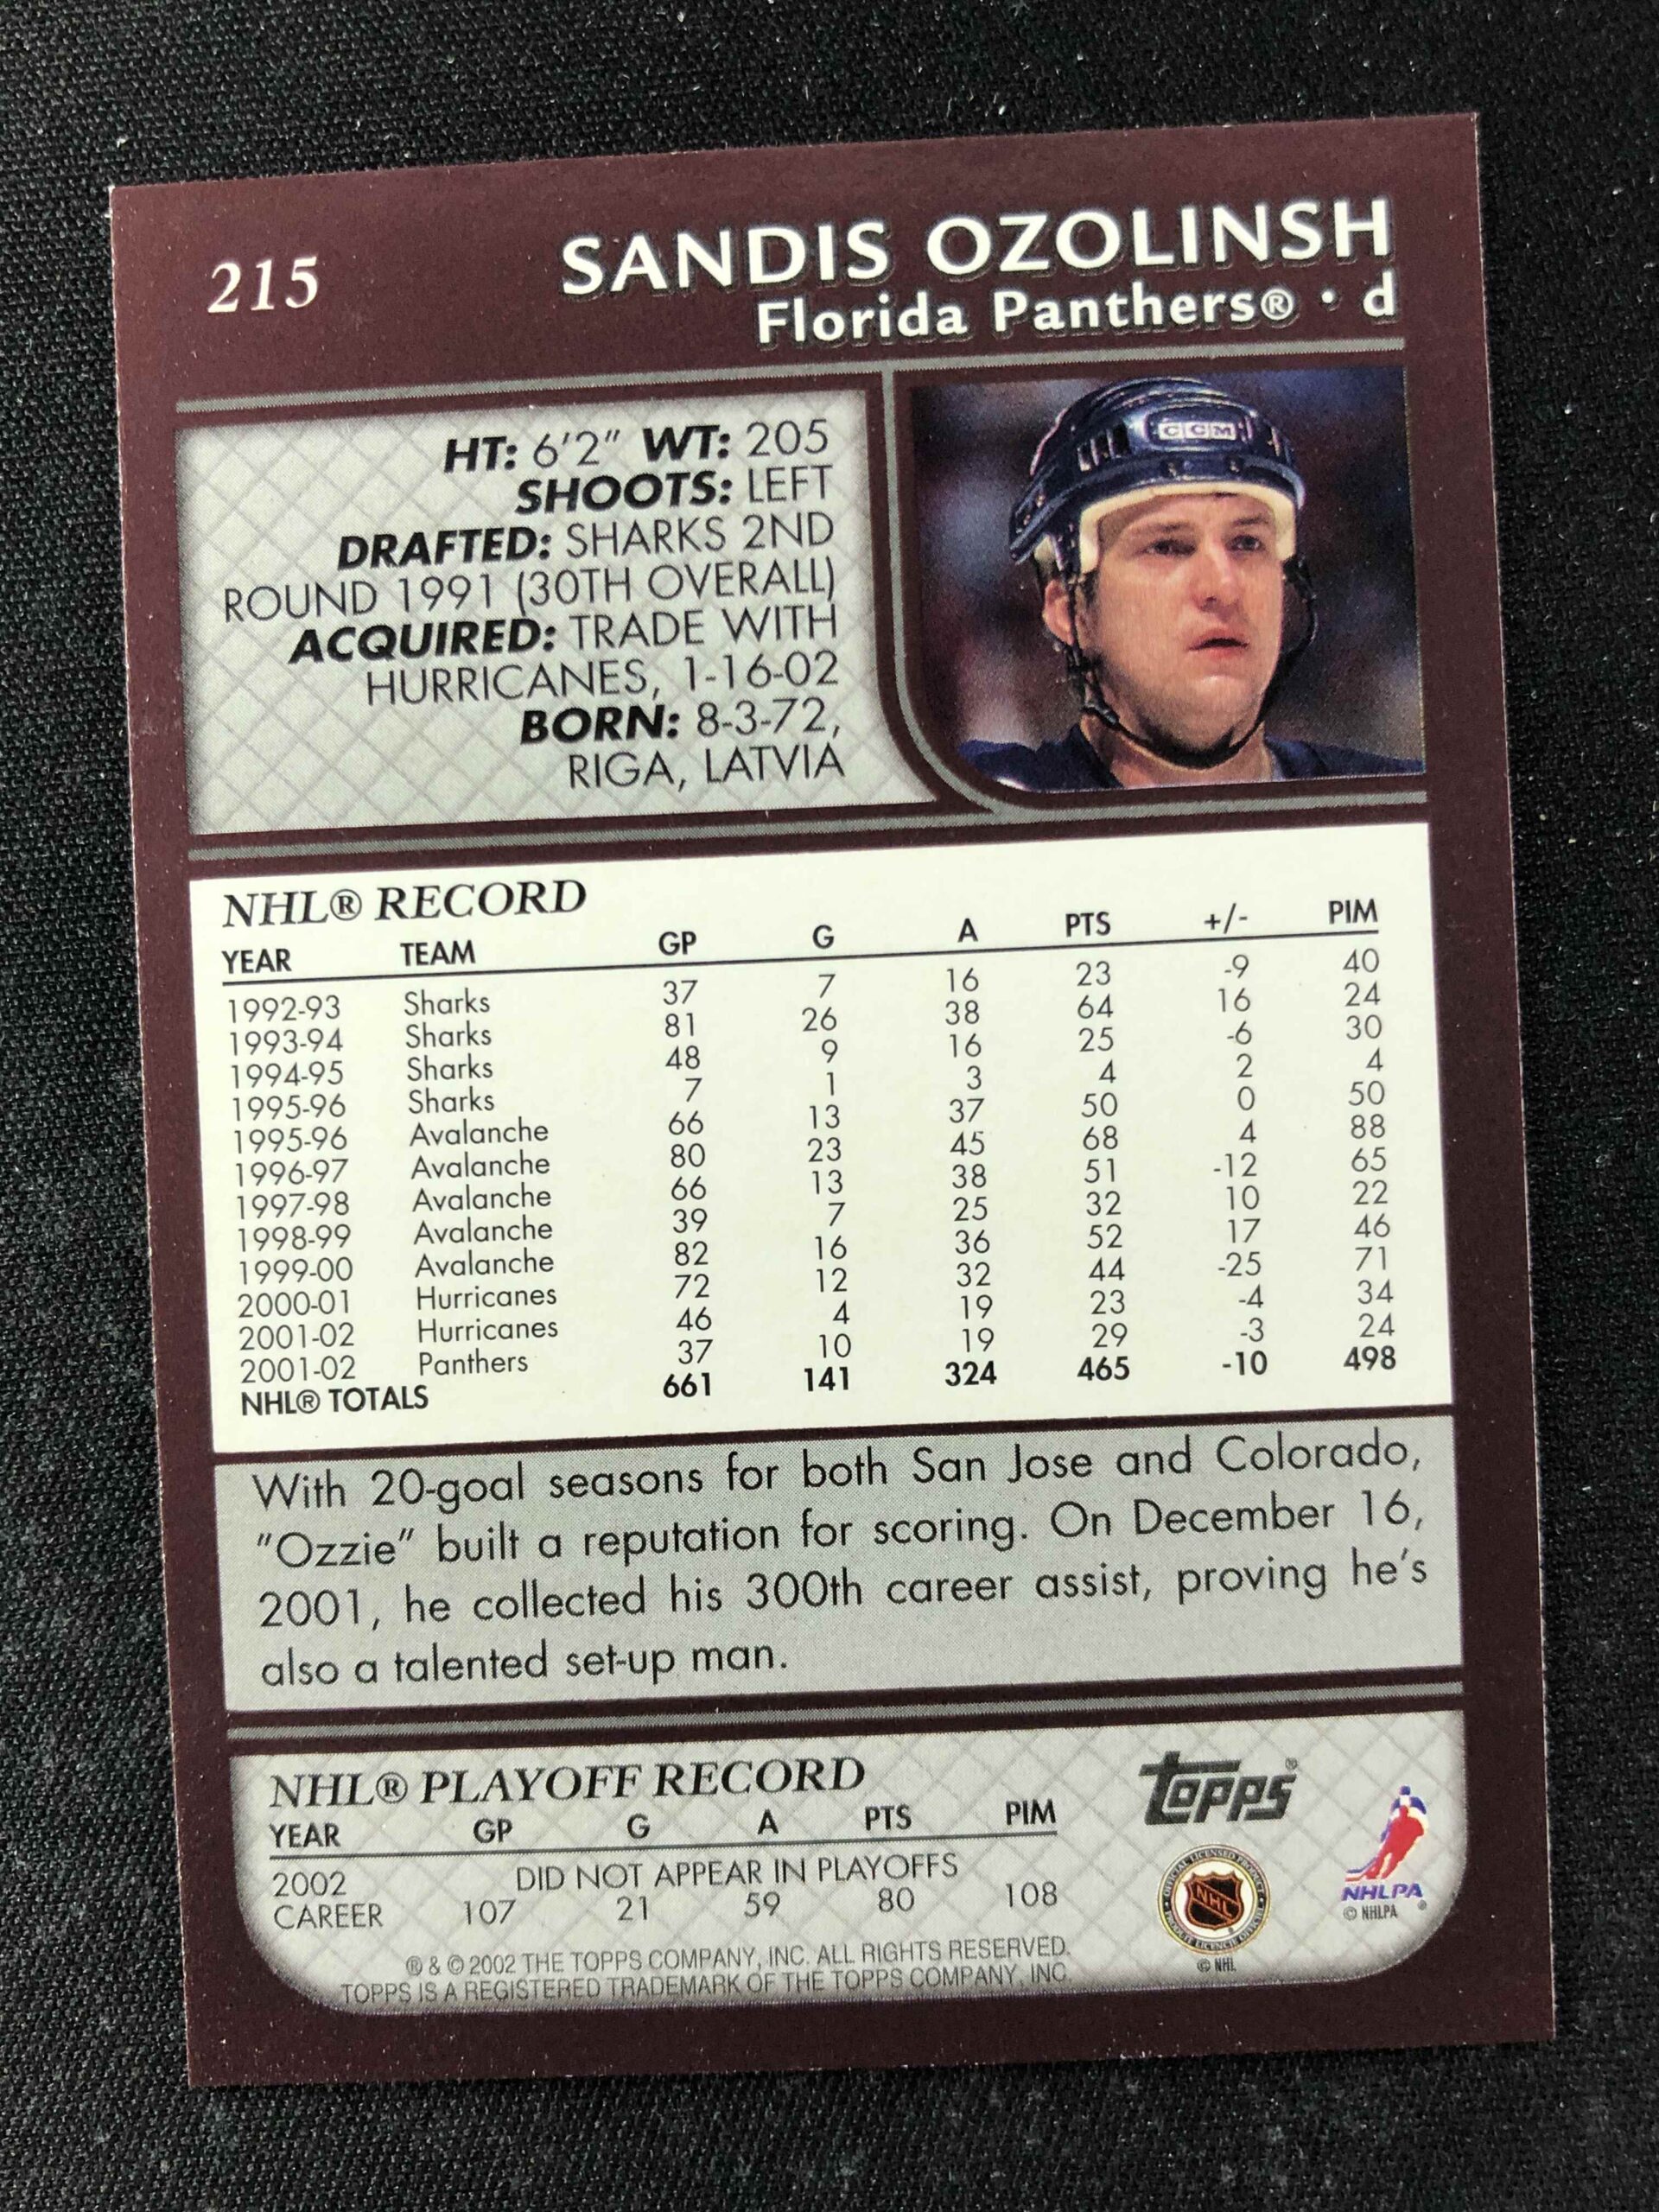 215
SANDIS OZOLINSH
Florida Panthers® • d
HT: 6'2" WT: 205
SHOOTS: LEFT
DRAFTED: SHARKS 2ND
ROUND 1991 (30TH OVERALL)
ACQUIRED: TRADE WITH
HURRICANES, 1-16-02
BORN: 8-3-72,
RIGA, LATVIA
CCM
NHL® RECORD
YEAR TEAM GP G A PTS +/- PIM
1992-93 Sharks 37 7 16 23 -9 40
1993-94 Sharks 81 26 38 64 16 24
1994-95 Sharks 48 9 16 25 -6 30
1995-96 Sharks 7 1 3 4 2 4
1995-96 Avalanche 66 13 37 50 0 50
1996-97 Avalanche 80 23 45 68 4 88
1997-98 Avalanche 66 13 38 51 -12 65
1998-99 Avalanche 39 7 25 32 10 22
1999-00 Avalanche 82 16 36 52 17 46
2000-01 Hurricanes 72 12 32 44 -25 71
2001-02 Hurricanes 46 4 19 23 -4 34
2001-02 Panthers 37 10 19 29 -3 24
NHL® TOTALS 661 141 324 465 -10 498
With 20-goal seasons for both San Jose and Colorado,
"Ozzie" built a reputation for scoring. On December 16,
2001, he collected his 300th career assist, proving he's
also a talented set-up man.
NHL® PLAYOFF RECORD
YEAR GP G A PTS PIM
2002 DID NOT APPEAR IN PLAYOFFS
CAREER 107 21 59 80 108
® & © 2002 THE TOPPS COMPANY, INC. ALL RIGHTS RESERVED.
TOPPS IS A REGISTERED TRADEMARK OF THE TOPPS COMPANY, INC.
Topps®
OFFICIAL LICENSED PRODUCT
NHL
© NHL
NHLPA
© NHLPA ®